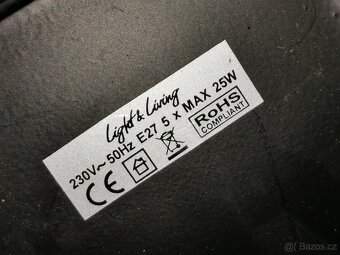 Light & Living
230V~ 50Hz E27 5 x MAX 25W
CE
RoHS
COMPLIANT
© Bazos.cz